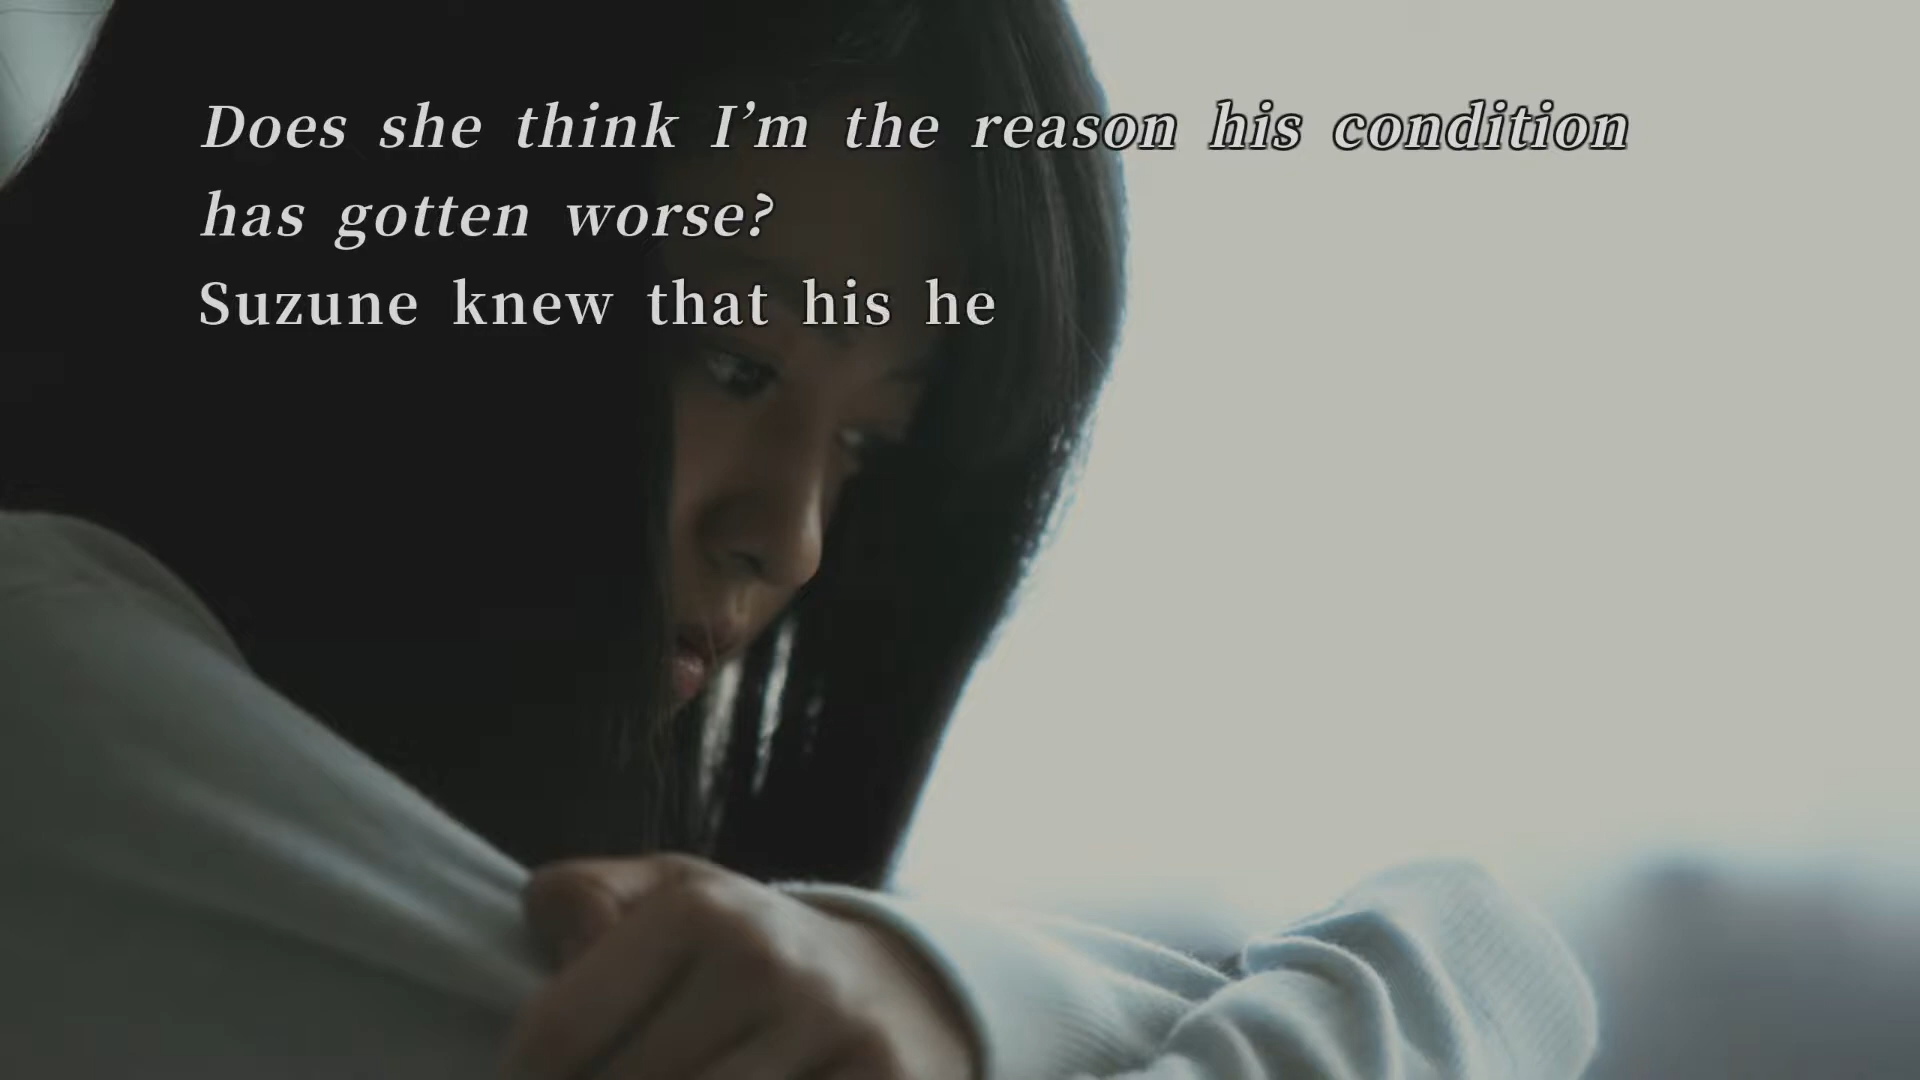 Does she think I’m the reason his condition
has gotten worse?
Suzune knew that his he